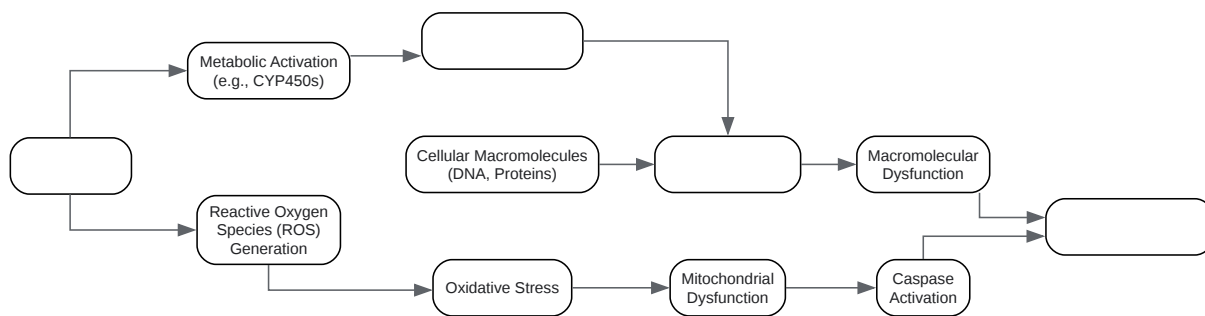 Metabolic Activation
(e.g., CYP450s)
Cellular Macromolecules
(DNA, Proteins)
Macromolecular
Dysfunction
Reactive Oxygen
Species (ROS)
Generation
Oxidative Stress
Mitochondrial
Dysfunction
Caspase
Activation